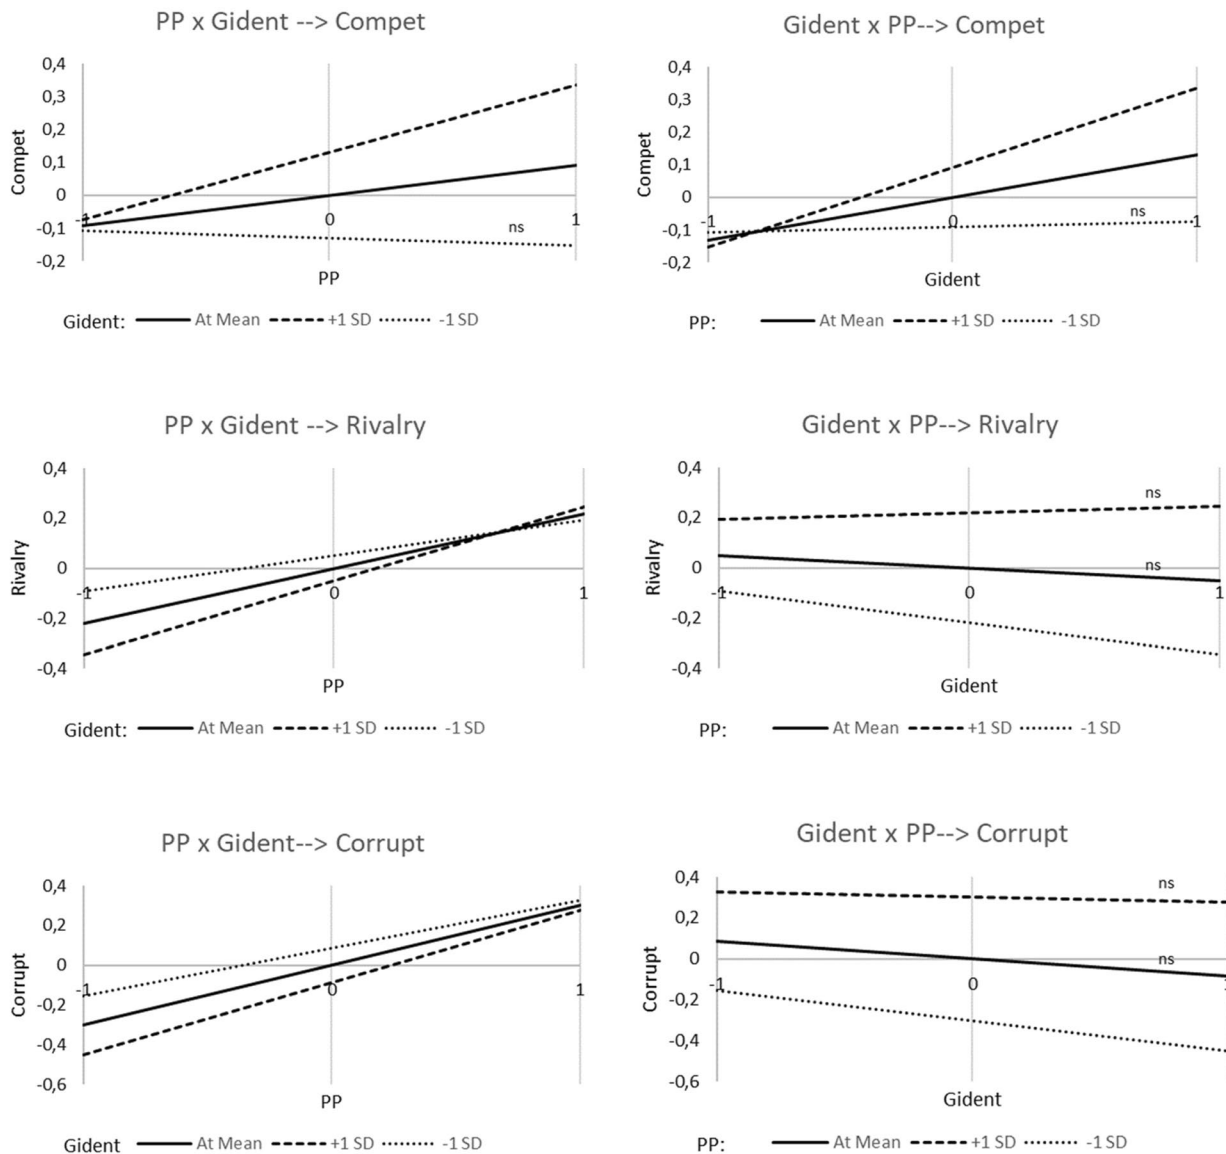 PP x Gident --> Compet
0,4
0,3
0,2
0,1
0
-0,1
-0,2
Compet
-1
0
1
ns
PP
Gident: At Mean +1 SD -1 SD
Gident x PP--> Compet
0,4
0,3
0,2
0,1
0
-0,1
-0,2
Compet
-1
0
1
ns
Gident
PP: At Mean +1 SD -1 SD
PP x Gident --> Rivalry
0,4
0,2
0
-0,2
-0,4
Rivalry
-1
0
1
PP
Gident: At Mean +1 SD -1 SD
Gident x PP--> Rivalry
0,4
0,2
0
-0,2
-0,4
Rivalry
-1
0
1
ns
ns
Gident
PP: At Mean +1 SD -1 SD
PP x Gident--> Corrupt
0,4
0,2
0
-0,2
-0,4
-0,6
Corrupt
-1
0
1
PP
Gident At Mean +1 SD -1 SD
Gident x PP--> Corrupt
0,4
0,2
0
-0,2
-0,4
-0,6
Corrupt
-1
0
1
ns
ns
Gident
PP: At Mean +1 SD -1 SD